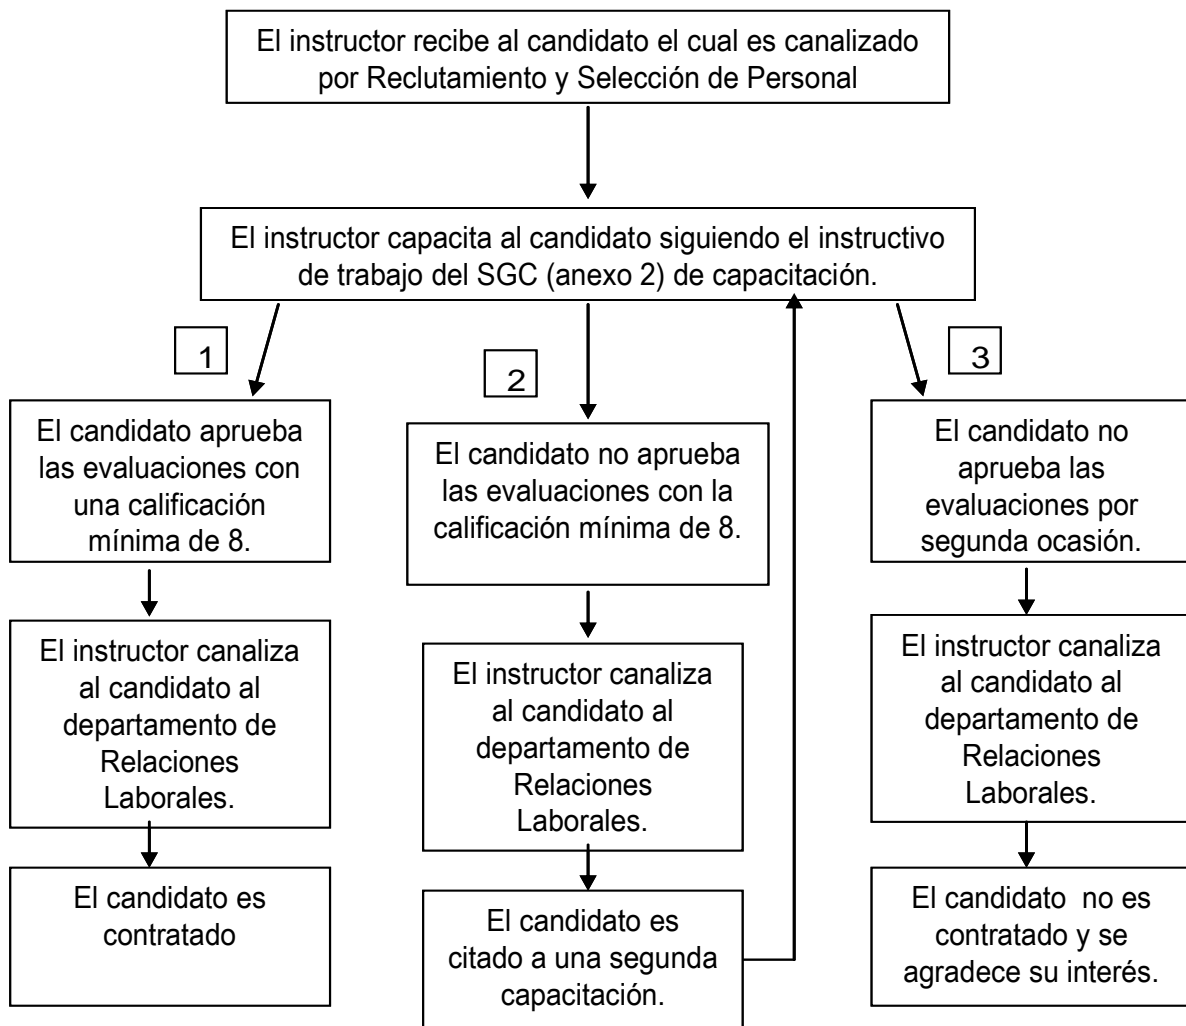 El instructor recibe al candidato el cual es canalizado
por Reclutamiento y Selección de Personal
El instructor capacita al candidato siguiendo el instructivo
de trabajo del SGC (anexo 2) de capacitación.
1
El candidato aprueba
las evaluaciones con
una calificación
mínima de 8.
El instructor canaliza
al candidato al
departamento de
Relaciones
Laborales.
El candidato es
contratado
2
El candidato no aprueba
las evaluaciones con la
calificación mínima de 8.
El instructor canaliza
al candidato al
departamento de
Relaciones
Laborales.
El candidato es
citado a una segunda
capacitación.
3
El candidato no
aprueba las
evaluaciones por
segunda ocasión.
El instructor canaliza
al candidato al
departamento de
Relaciones
Laborales.
El candidato no es
contratado y se
agradece su interés.